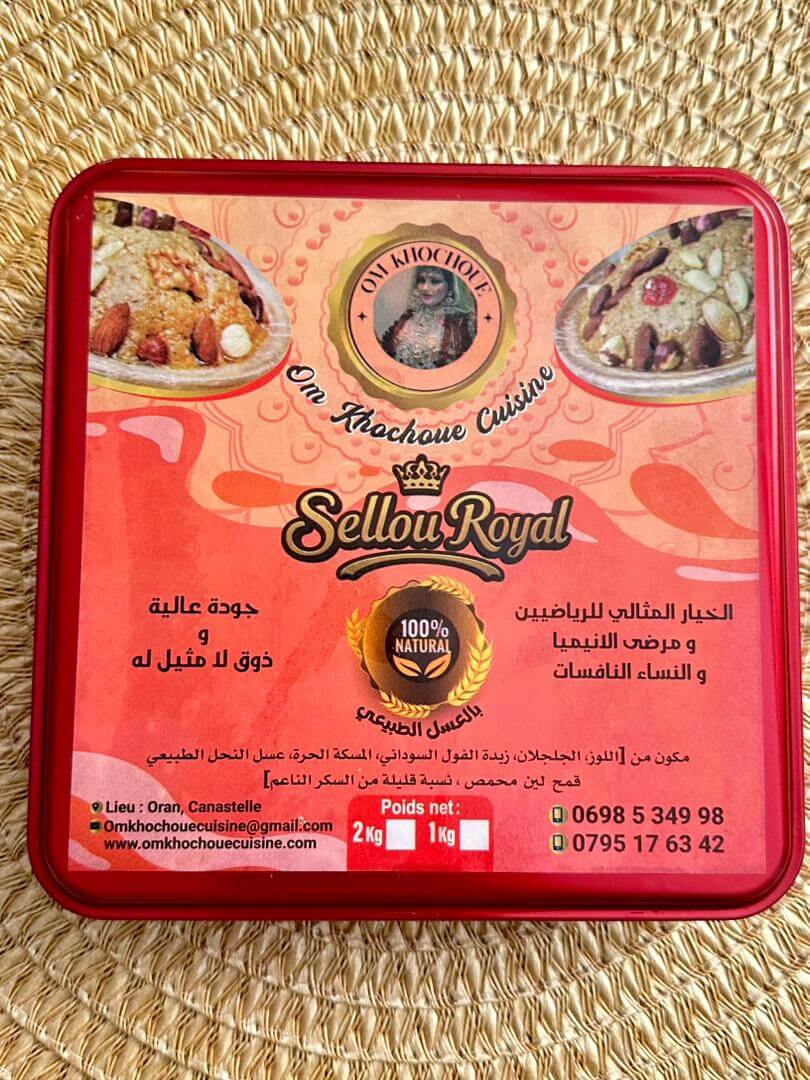 OM KHOCHOUE
Om Khochoue Cuisine
Sellou Royal
جودة عالية
و
ذوق لا مثيل له
100%
NATURAL
بالعسل الطبيعي
الخيار المثالي للرياضيين
و مرضى الانيميا
و النساء النافسات
مكون من [اللوز، الجلجلان، زبدة الفول السوداني، المسكة الحرة، عسل النحل الطبيعي
قمح لين محمص ، نسبة قليلة من السكر الناعم]
Lieu : Oran, Canastelle
Omkhochouecuisine@gmail.com
www.omkhochouecuisine.com
Poids net:
2Kg 1Kg
0698 5 349 98
0795 17 63 42